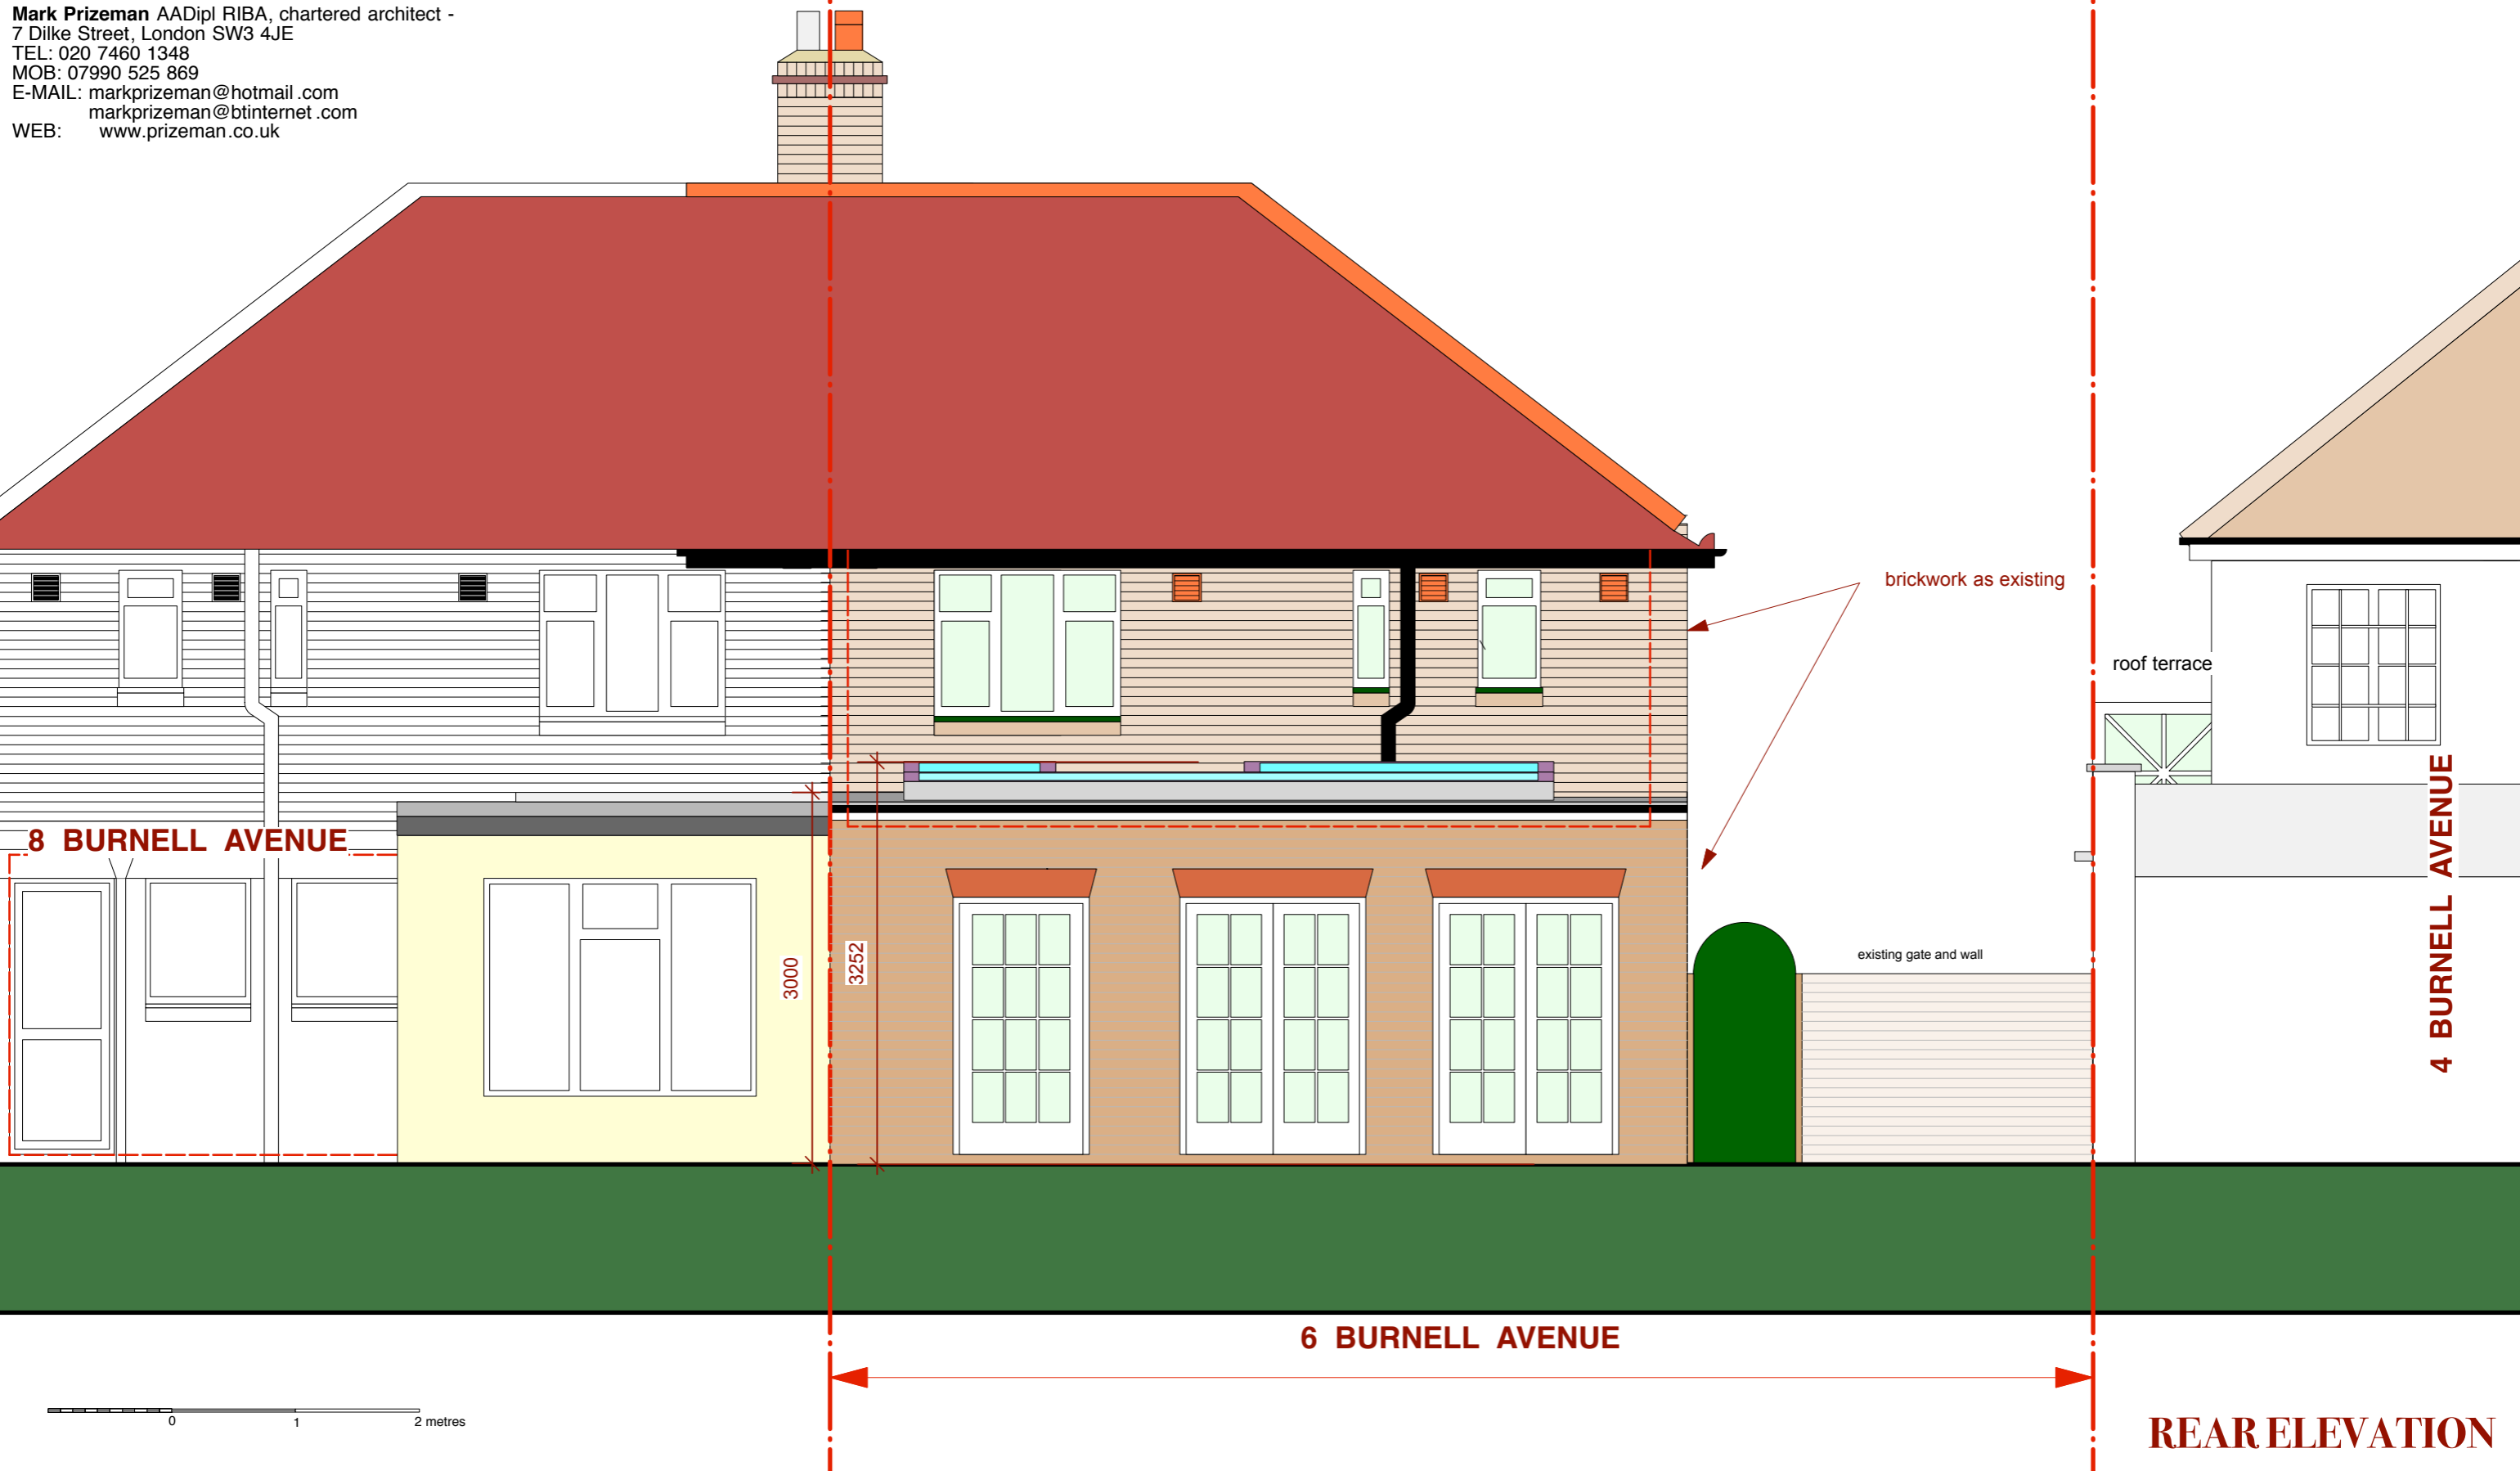 Mark Prizeman AADipl RIBA, chartered architect -
7 Dilke Street, London SW3 4JE
TEL: 020 7460 1348
MOB: 07990 525 869
E-MAIL: markprizeman@hotmail.com
markprizeman@btinternet.com
WEB: www.prizeman.co.uk
brickwork as existing
roof terrace
8 BURNELL AVENUE
3000
3252
existing gate and wall
4 BURNELL AVENUE
6 BURNELL AVENUE
0 1 2 metres
REAR ELEVATION